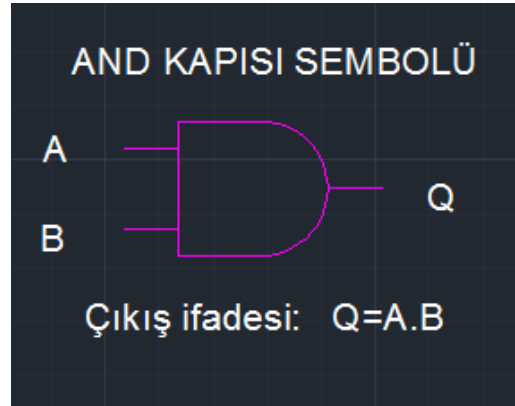 AND KAPISI SEMBOLÜ
A
B
Q
Çıkış ifadesi: Q=A.B